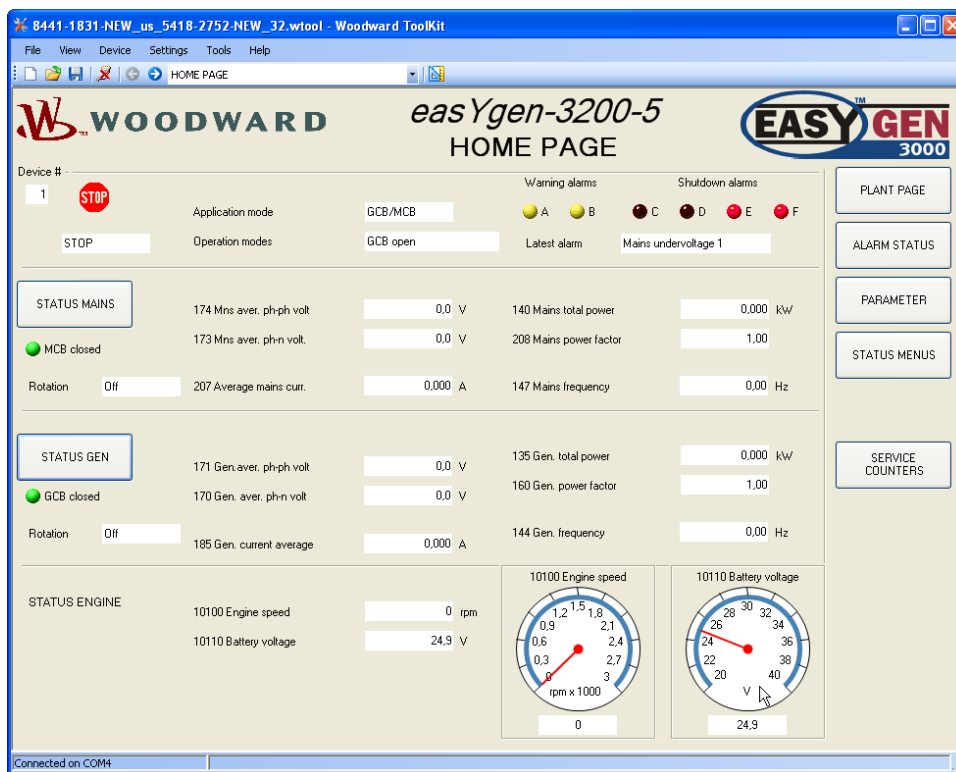 8441-1831-NEW_us_5418-2752-NEW_32.wtool - Woodward ToolKit
File View Device Settings Tools Help
HOME PAGE
WOODWARD
easYgen-3200-5
HOME PAGE
EASYGEN™
3000
Device #
1
STOP
STOP
Application mode GCB/MCB
Operation modes GCB open
Warning alarms Shutdown alarms
A B C D E F
Latest alarm Mains undervoltage 1
PLANT PAGE
ALARM STATUS
PARAMETER
STATUS MENUS
SERVICE COUNTERS
STATUS MAINS
MCB closed
Rotation Off
174 Mns aver. ph-ph volt 0,0 V
173 Mns aver. ph-n volt. 0,0 V
207 Average mains curr. 0,000 A
140 Mains total power 0,000 kW
208 Mains power factor 1,00
147 Mains frequency 0,00 Hz
STATUS GEN
GCB closed
Rotation Off
171 Gen.aver. ph-ph volt 0,0 V
170 Gen. aver. ph-n volt 0,0 V
185 Gen. current average 0,000 A
135 Gen. total power 0,000 kW
160 Gen. power factor 1,00
144 Gen. frequency 0,00 Hz
STATUS ENGINE
10100 Engine speed 0 rpm
10110 Battery voltage 24,9 V
10100 Engine speed
0 0,3 0,6 0,9 1,2 1,5 1,8 2,1 2,4 2,7 3
rpm x 1000
0
10110 Battery voltage
20 22 24 26 28 30 32 34 36 38 40
V
24,9
Connected on COM4